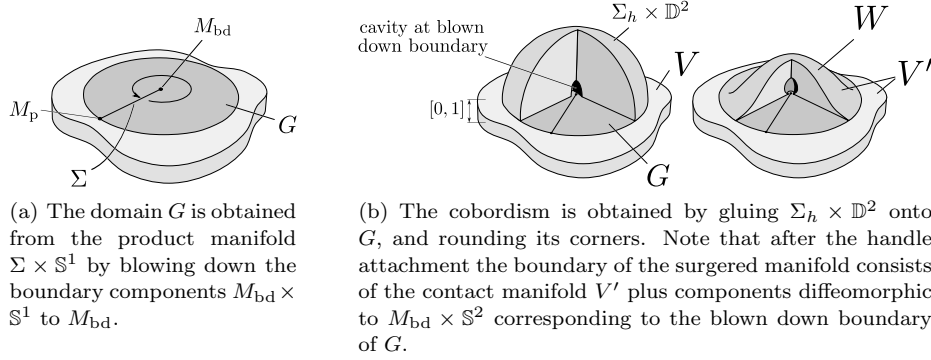 M_bd
M_p
G
Σ
cavity at blown
down boundary
Σ_h × 𝔻²
V
[0, 1]
G
W
V′
(a) The domain G is obtained
from the product manifold
Σ × 𝕊¹ by blowing down the
boundary components M_bd ×
𝕊¹ to M_bd.
(b) The cobordism is obtained by gluing Σ_h × 𝔻² onto
G, and rounding its corners. Note that after the handle
attachment the boundary of the surgered manifold consists
of the contact manifold V′ plus components diffeomorphic
to M_bd × 𝕊² corresponding to the blown down boundary
of G.